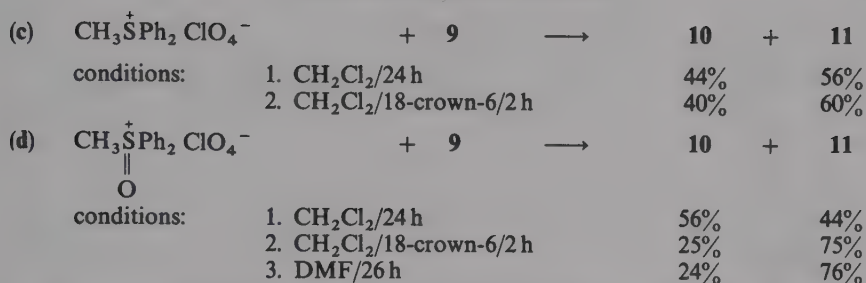 (c) CH₃S⁺Ph₂ ClO₄⁻ + 9 ⟶ 10 + 11
conditions: 1. CH₂Cl₂/24 h 44% 56%
2. CH₂Cl₂/18-crown-6/2 h 40% 60%
(d) CH₃S⁺Ph₂ ClO₄⁻ + 9 ⟶ 10 + 11
O
conditions: 1. CH₂Cl₂/24 h 56% 44%
2. CH₂Cl₂/18-crown-6/2 h 25% 75%
3. DMF/26 h 24% 76%